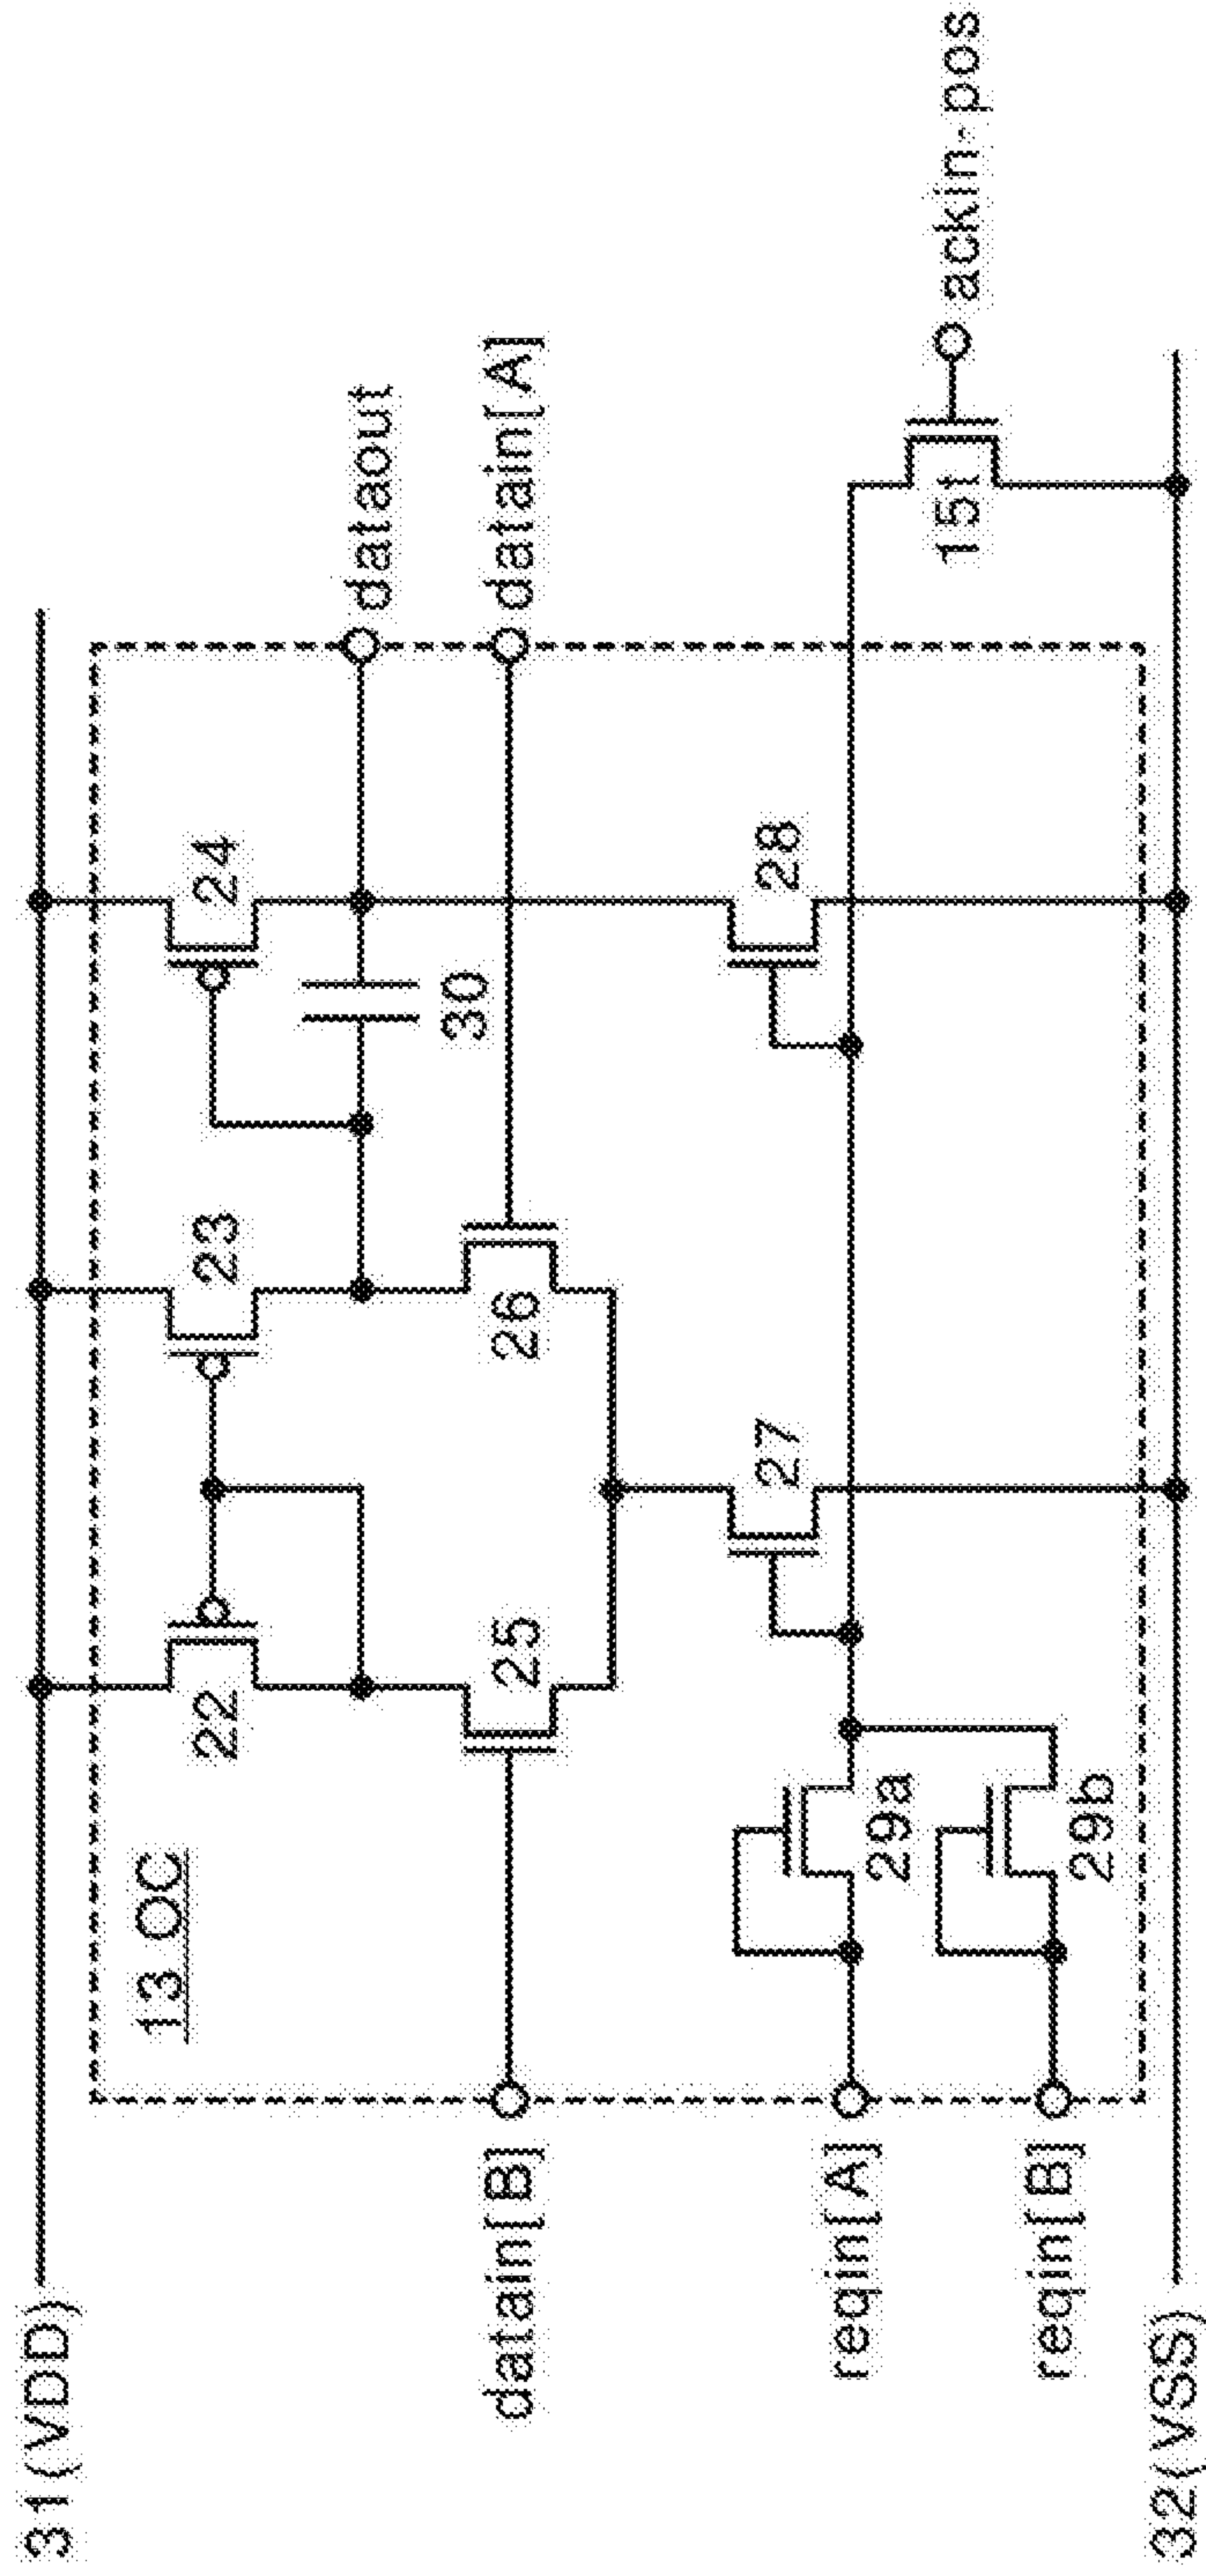 31(VDD)
13 OC
22
23
24
30
dataout
datain[B]
25
26
datain[A]
27
28
reqin[A]
29a
15t
ackin-pos
reqin[B]
29b
32(VSS)